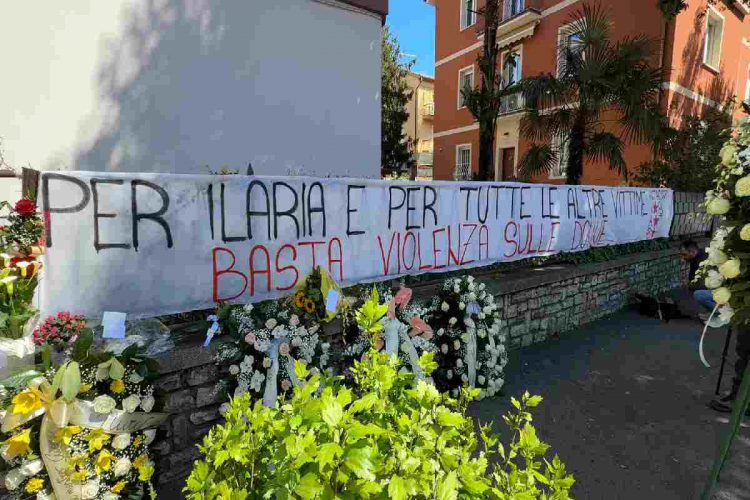 PER ILARIA E PER TUTTE LE ALTRE VITTIME
BASTA VIOLENZA SULLE DONNE